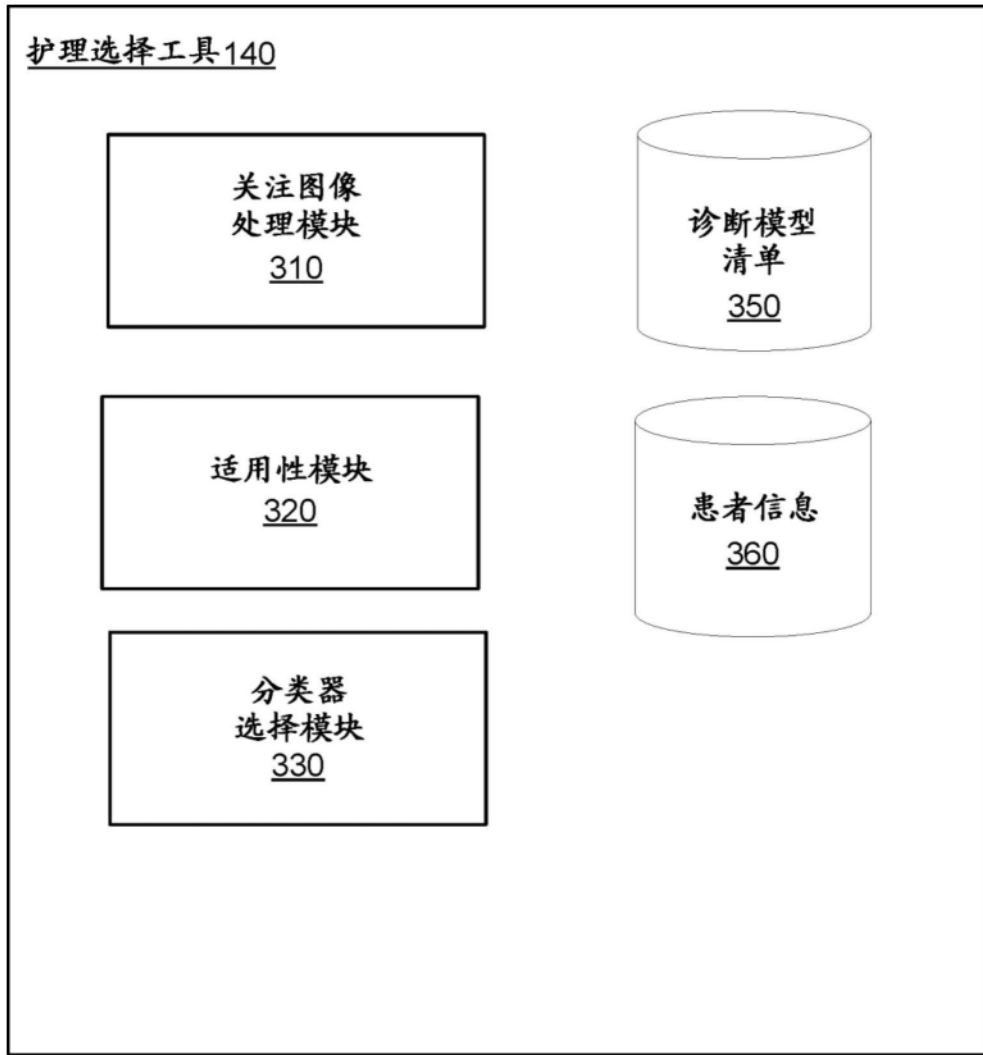 护理选择工具140
关注图像
处理模块
310
适用性模块
320
分类器
选择模块
330
诊断模型
清单
350
患者信息
360